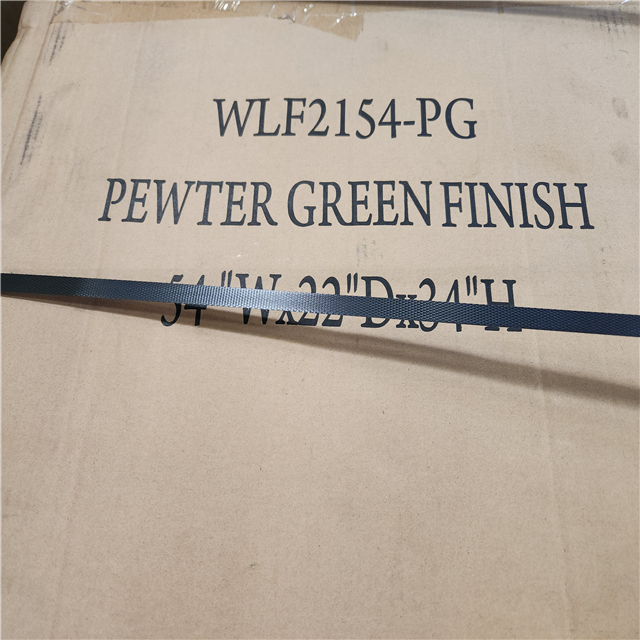 WLF2154-PG
PEWTER GREEN FINISH
54"Wx22"Dx34"H